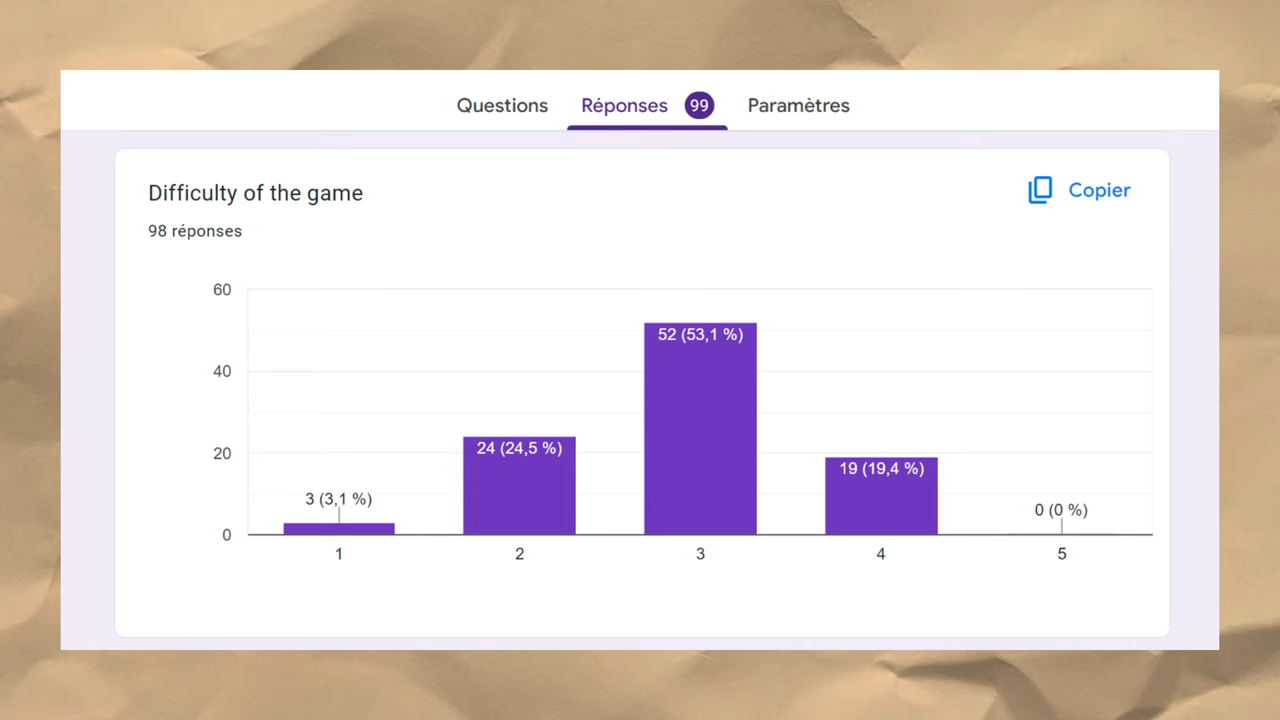 Questions Réponses 99 Paramètres
Difficulty of the game
Copier
98 réponses
60
40
20
0
3 (3,1 %)
24 (24,5 %)
52 (53,1 %)
19 (19,4 %)
0 (0 %)
1 2 3 4 5